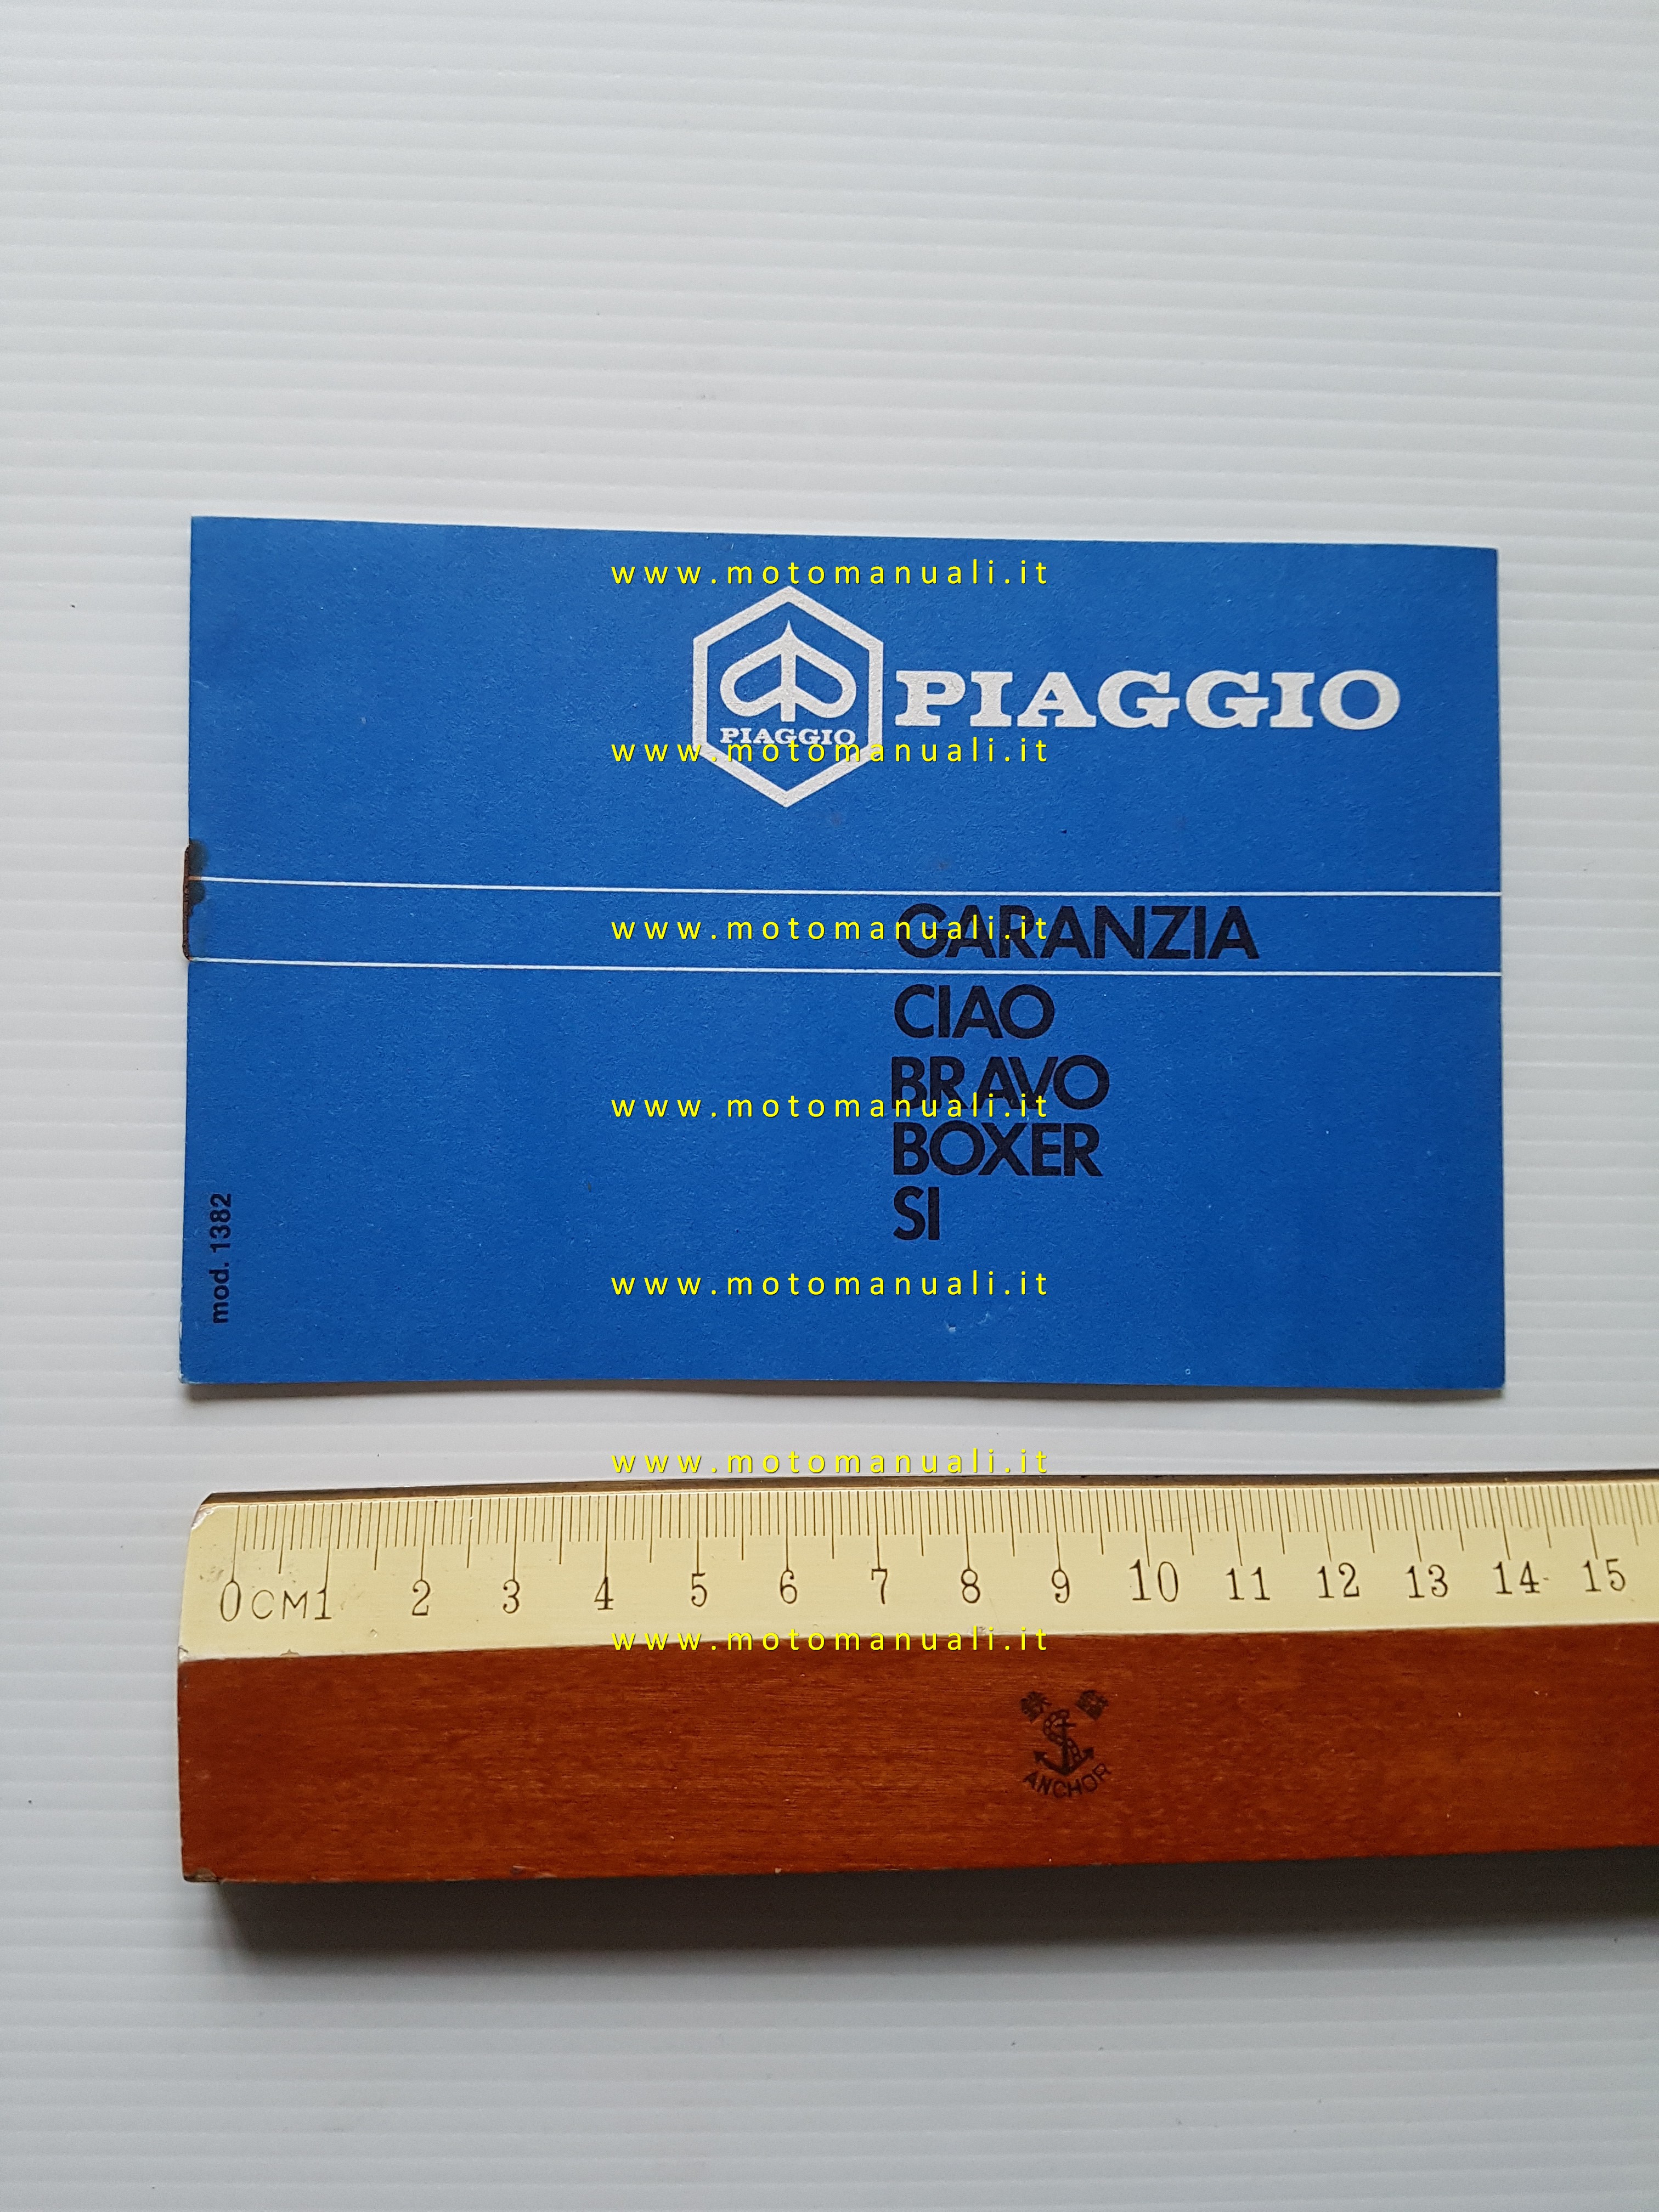 www.motomanuali.it
PIAGGIO
PIAGGIO
www.motomanuali.it
GARANZIA
www.motomanuali.it
CIAO
BRAVO
www.motomanuali.it
BOXER
SI
mod. 1382
www.motomanuali.it
www.motomanuali.it
0 CM 1 2 3 4 5 6 7 8 9 10 11 12 13 14 15
www.motomanuali.it
ANCHOR